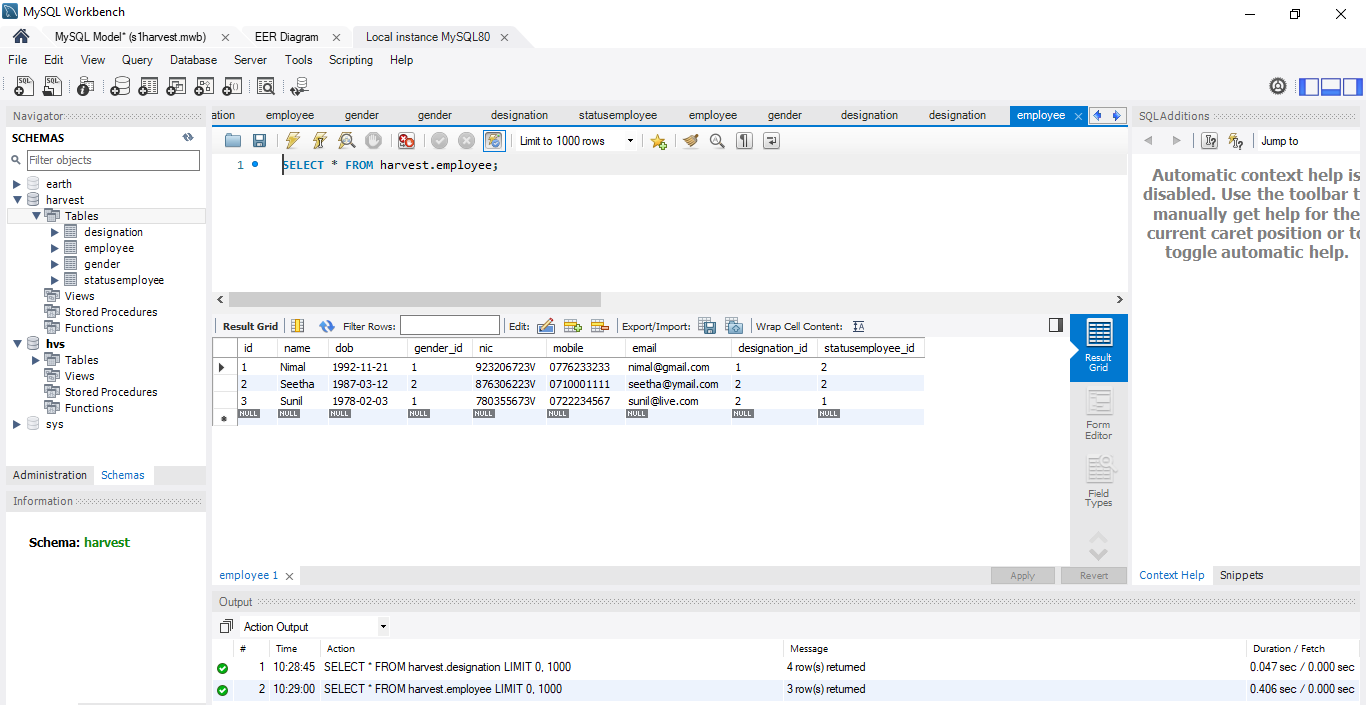 MySQL Workbench
MySQL Model* (s1harvest.mwb)
EER Diagram
Local instance MySQL80
File Edit View Query Database Server Tools Scripting Help
Navigator
SCHEMAS
Filter objects
earth
harvest
Tables
designation
employee
gender
statusemployee
Views
Stored Procedures
Functions
hvs
Tables
Views
Stored Procedures
Functions
sys
Administration Schemas
Information
Schema: harvest
ation employee gender gender designation statusemployee employee gender designation designation employee
Limit to 1000 rows
1 SELECT * FROM harvest.employee;
Result Grid Filter Rows: Edit: Export/Import: Wrap Cell Content:
id name dob gender_id nic mobile email designation_id statusemployee_id
1 Nimal 1992-11-21 1 923206723V 0776233233 nimal@gmail.com 1 2
2 Seetha 1987-03-12 2 876306223V 0710001111 seetha@ymail.com 2 2
3 Sunil 1978-02-03 1 780355673V 0722234567 sunil@live.com 2 1
NULL NULL NULL NULL NULL NULL NULL NULL NULL
Result
Grid
Form
Editor
Field
Types
employee 1
Apply Revert
SQLAdditions
Jump to
Automatic context help is
disabled. Use the toolbar t
manually get help for the
current caret position or to
toggle automatic help.
Context Help Snippets
Output
Action Output
# Time Action Message Duration / Fetch
1 10:28:45 SELECT * FROM harvest.designation LIMIT 0, 1000 4 row(s) returned 0.047 sec / 0.000 sec
2 10:29:00 SELECT * FROM harvest.employee LIMIT 0, 1000 3 row(s) returned 0.406 sec / 0.000 sec